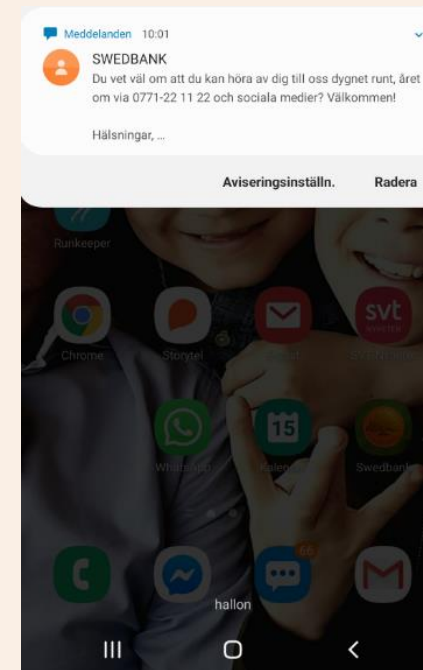 Meddelanden 10:01
SWEDBANK
Du vet väl om att du kan höra av dig till oss dygnet runt, året
om via 0771-22 11 22 och sociala medier? Välkommen!
Hälsningar, ...
Aviseringsinställn. Radera
Runkeeper
svt
Chrome Storytel
15
WhatsApp Kalender Swedbank
66
hallon